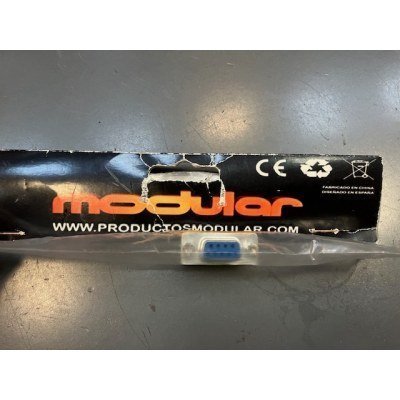 CE
FABRICADO EN CHINA
DISEÑADO EN ESPAÑA
modular
WWW.PRODUCTOSMODULAR.COM